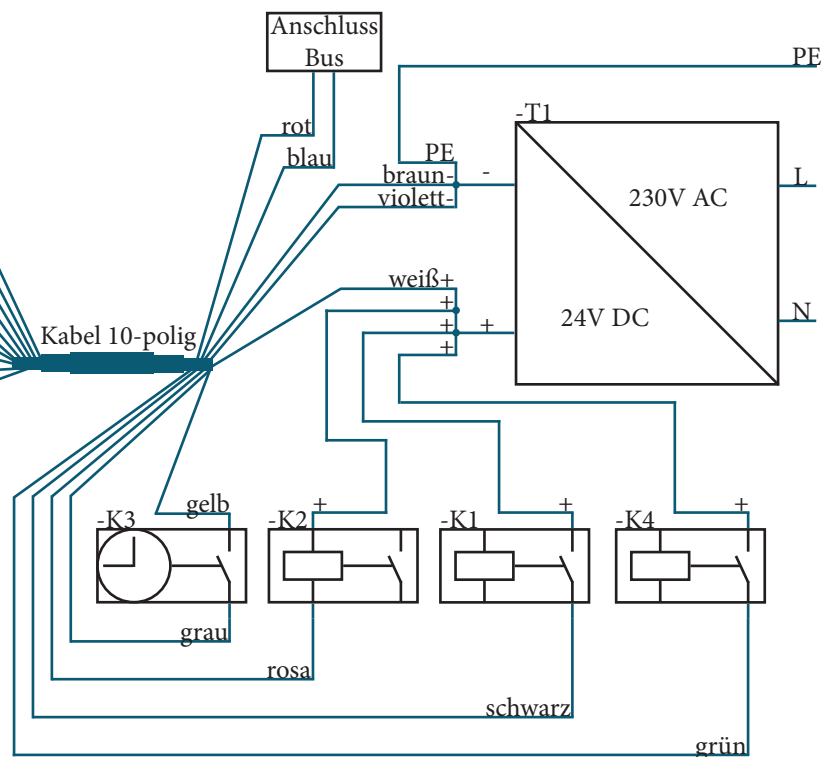 Anschluss
Bus
PE
-T1
rot
blau
PE
braun-
-
violett-
L
230V AC
weiß+
+
+
+
+
24V DC
N
Kabel 10-polig
gelb
+
+
+
-K3
-K2
-K1
-K4
grau
rosa
schwarz
grün